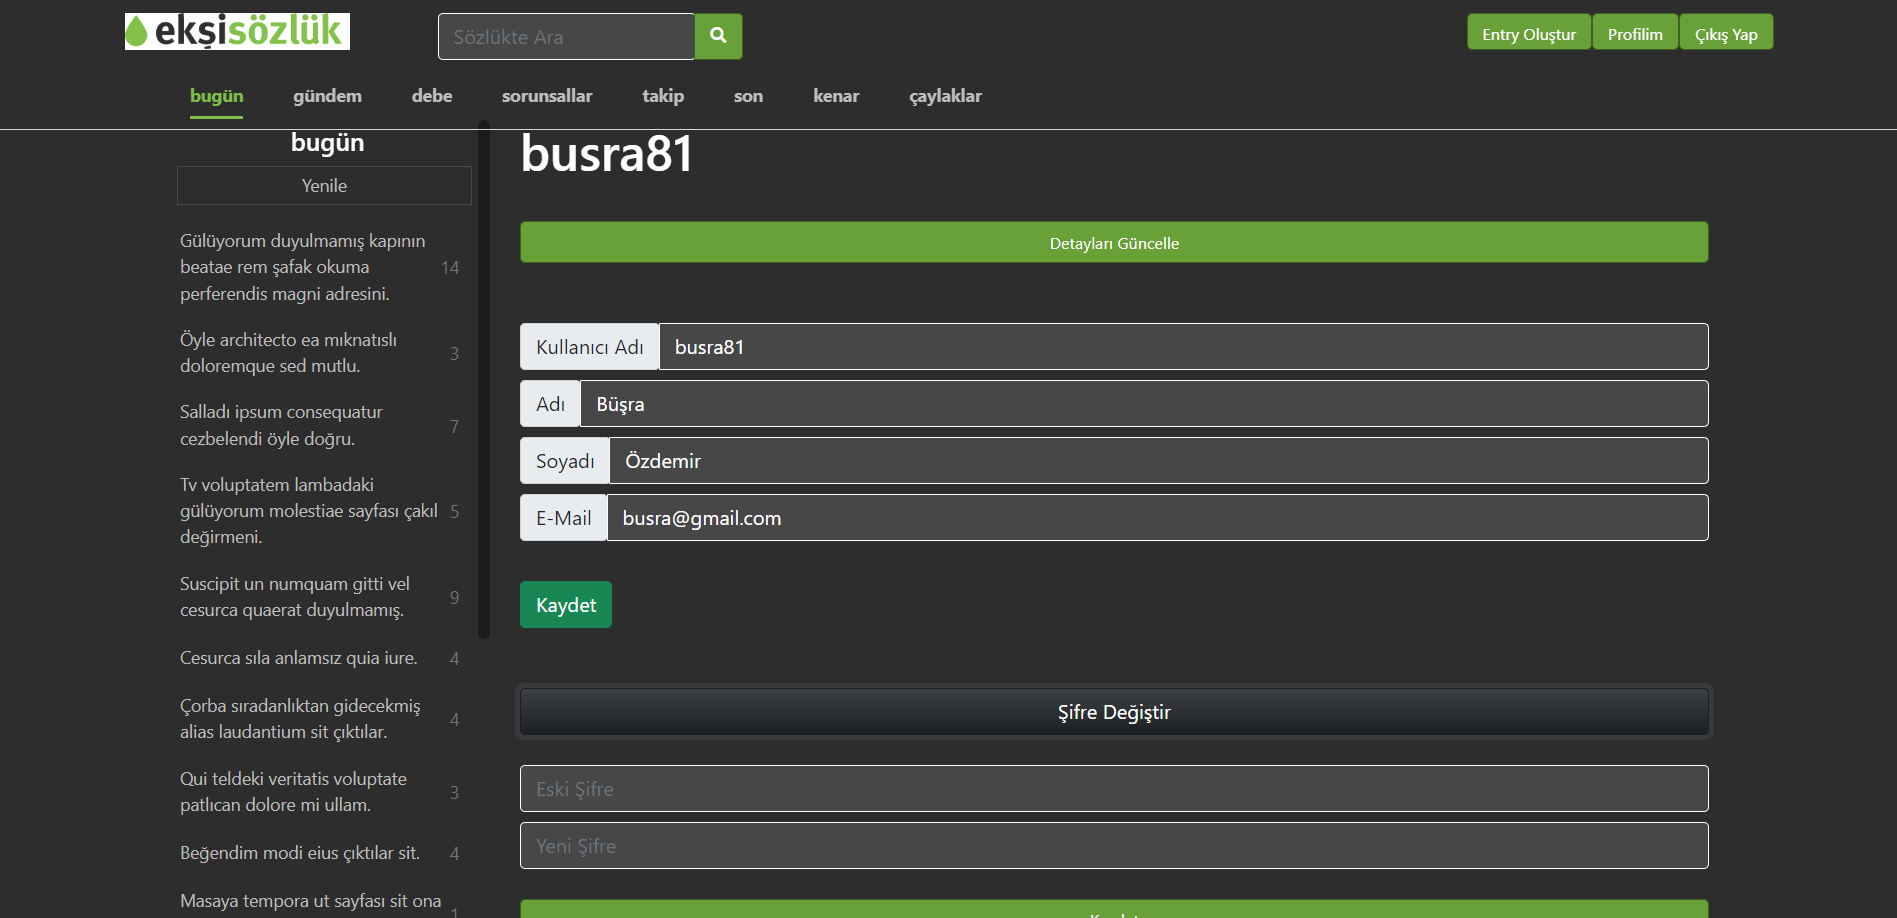 ekşisözlük
Sözlükte Ara
Entry Oluştur
Profilim
Çıkış Yap
bugün
gündem
debe
sorunsallar
takip
son
kenar
çaylaklar
bugün
Yenile
Gülüyorum duyulmamış kapının
beatae rem şafak okuma
perferendis magni adresini.
14
Öyle architecto ea mıknatıslı
doloremque sed mutlu.
3
Salladı ipsum consequatur
cezbelendi öyle doğru.
7
Tv voluptatem lambadaki
gülüyorum molestiae sayfası çakıl
değirmeni.
5
Suscipit un numquam gitti vel
cesurca quaerat duyulmamış.
9
Cesurca sıla anlamsız quia iure.
4
Çorba sıradanlıktan gidecekmiş
alias laudantium sit çıktılar.
4
Qui teldeki veritatis voluptate
patlıcan dolore mi ullam.
3
Beğendim modi eius çıktılar sit.
4
Masaya tempora ut sayfası sit ona
1
busra81
Detayları Güncelle
Kullanıcı Adı
busra81
Adı
Büşra
Soyadı
Özdemir
E-Mail
busra@gmail.com
Kaydet
Şifre Değiştir
Eski Şifre
Yeni Şifre